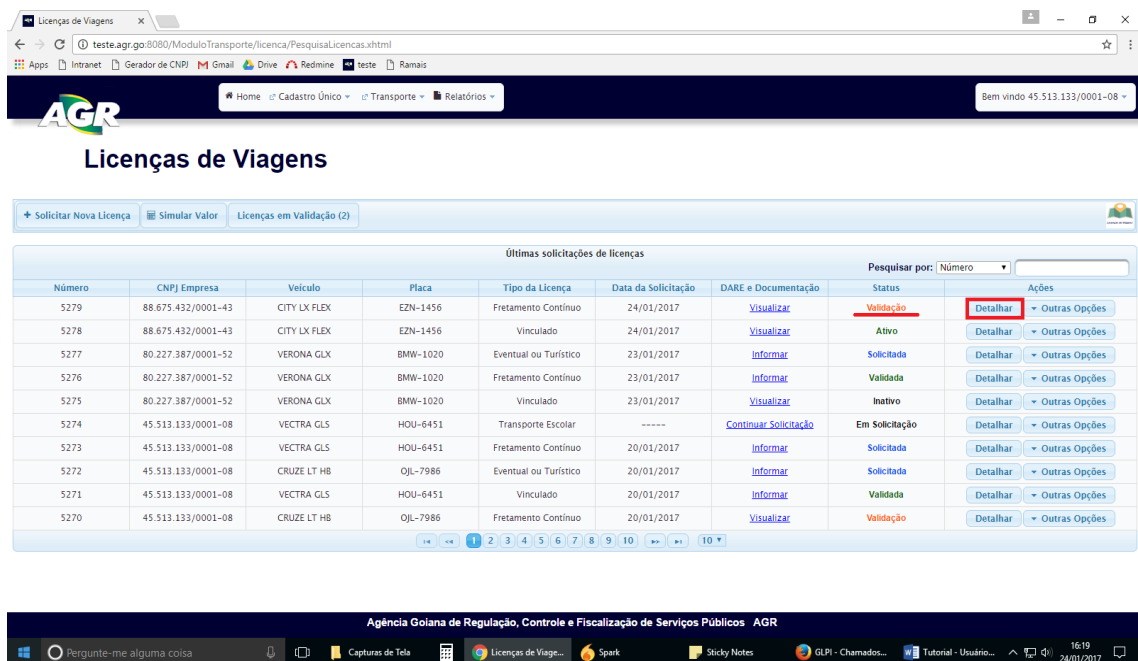 Licenças de Viagens
teste.agr.go:8080/ModuloTransporte/licenca/PesquisaLicencas.xhtml
Apps Intranet Gerador de CNPJ Gmail Drive Redmine teste Ramais
AGR
Home Cadastro Único Transporte Relatórios Bem vindo 45.513.133/0001-08
Licenças de Viagens
Solicitar Nova Licença Simular Valor Licenças em Validação (2)
Últimas solicitações de licenças
Pesquisar por: Número
Número CNPJ Empresa Veículo Placa Tipo da Licença Data da Solicitação DARE e Documentação Status Ações
5279 88.675.432/0001-43 CITY LX FLEX EZN-1456 Fretamento Contínuo 24/01/2017 Visualizar Validação Detalhar Outras Opções
5278 88.675.432/0001-43 CITY LX FLEX EZN-1456 Vinculado 24/01/2017 Visualizar Ativo Detalhar Outras Opções
5277 80.227.387/0001-52 VERONA GLX BMW-1020 Eventual ou Turístico 23/01/2017 Informar Solicitada Detalhar Outras Opções
5276 80.227.387/0001-52 VERONA GLX BMW-1020 Fretamento Contínuo 23/01/2017 Informar Validada Detalhar Outras Opções
5275 80.227.387/0001-52 VERONA GLX BMW-1020 Vinculado 23/01/2017 Visualizar Inativo Detalhar Outras Opções
5274 45.513.133/0001-08 VECTRA GLS HOU-6451 Transporte Escolar ----- Continuar Solicitação Em Solicitação Detalhar Outras Opções
5273 45.513.133/0001-08 VECTRA GLS HOU-6451 Fretamento Contínuo 20/01/2017 Informar Solicitada Detalhar Outras Opções
5272 45.513.133/0001-08 CRUZE LT HB OJL-7986 Eventual ou Turístico 20/01/2017 Informar Solicitada Detalhar Outras Opções
5271 45.513.133/0001-08 VECTRA GLS HOU-6451 Vinculado 20/01/2017 Informar Validada Detalhar Outras Opções
5270 45.513.133/0001-08 CRUZE LT HB OJL-7986 Fretamento Contínuo 20/01/2017 Visualizar Validação Detalhar Outras Opções
1 2 3 4 5 6 7 8 9 10 10
Agência Goiana de Regulação, Controle e Fiscalização de Serviços Públicos AGR
Pergunte-me alguma coisa Capturas de Tela Licenças de Viage... Spark Sticky Notes GLPI - Chamados... Tutorial - Usuário... 16:19
24/01/2017